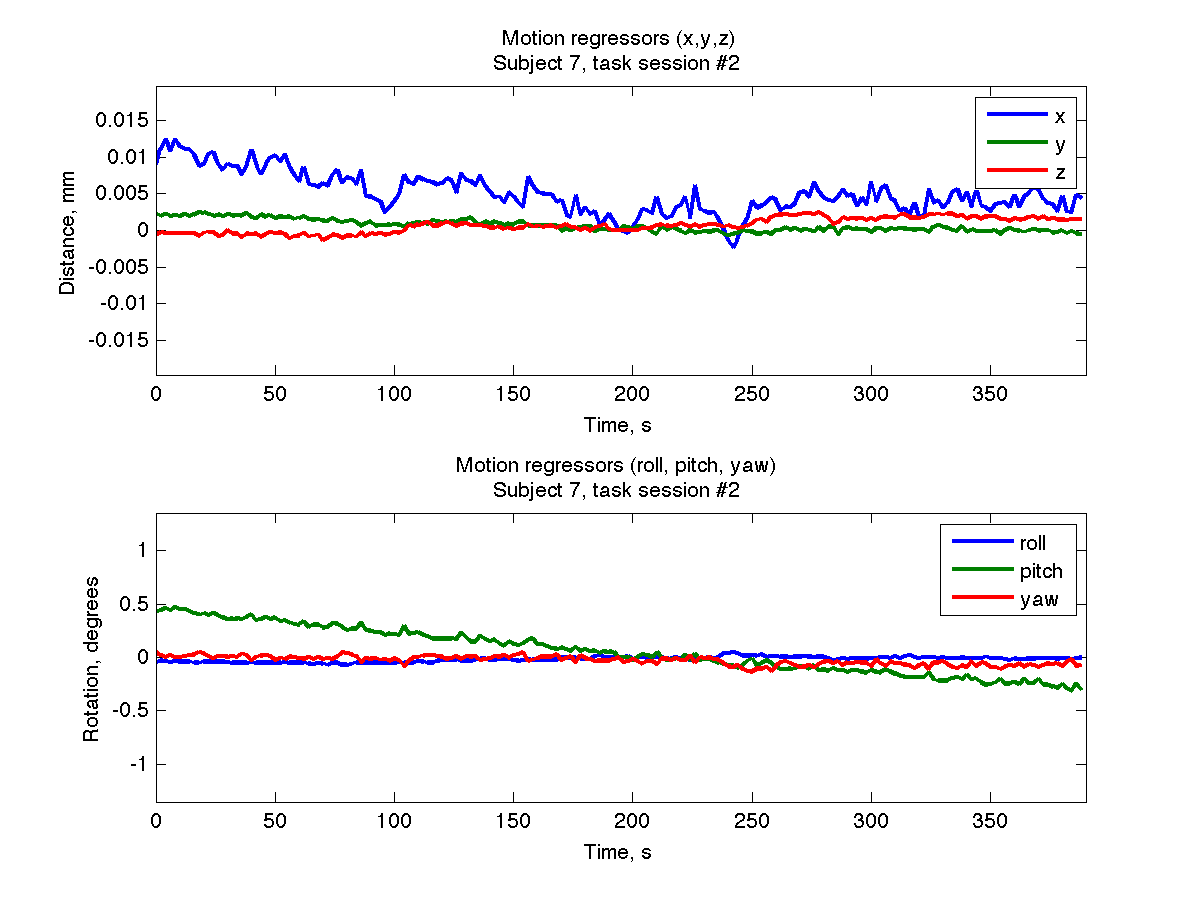 Motion regressors (x,y,z)
Subject 7, task session #2
0.015
0.01
0.005
0
-0.005
-0.01
-0.015
Distance, mm
x
y
z
0 50 100 150 200 250 300 350
Time, s
Motion regressors (roll, pitch, yaw)
Subject 7, task session #2
1
0.5
0
-0.5
-1
Rotation, degrees
roll
pitch
yaw
0 50 100 150 200 250 300 350
Time, s